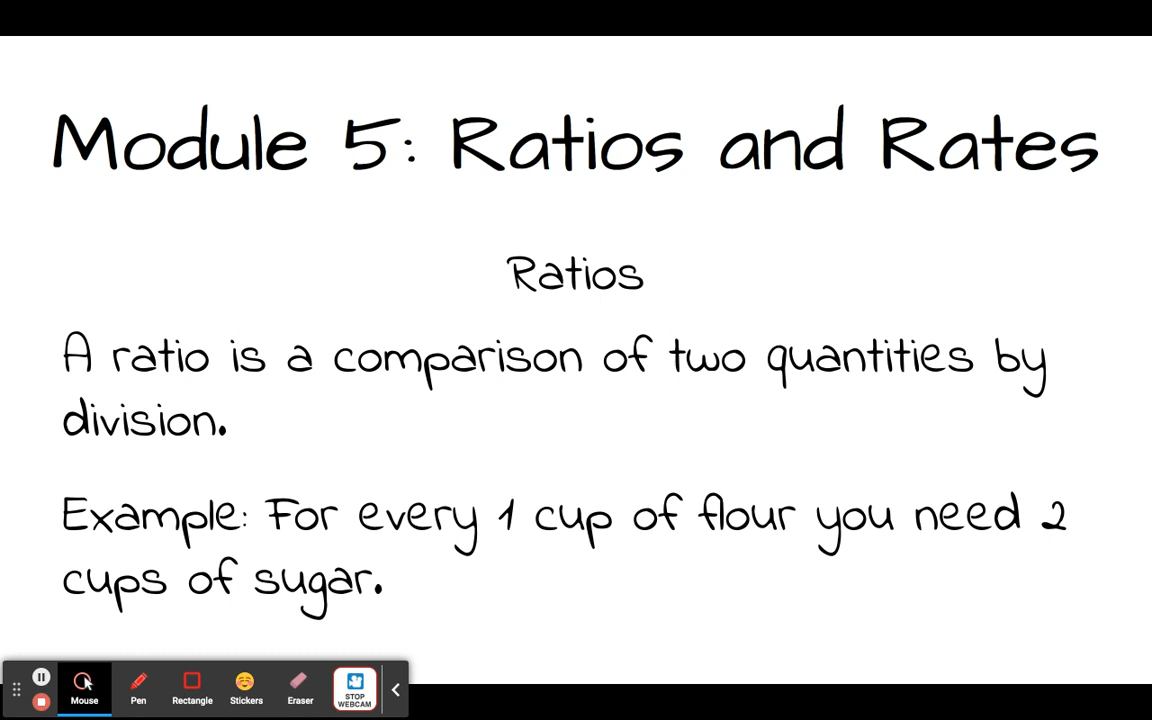 Module 5: Ratios and Rates
Ratios
A ratio is a comparison of two quantities by
division.
Example: For every 1 cup of flour you need 2
cups of sugar.
Mouse Pen Rectangle Stickers Eraser STOP
WEBCAM